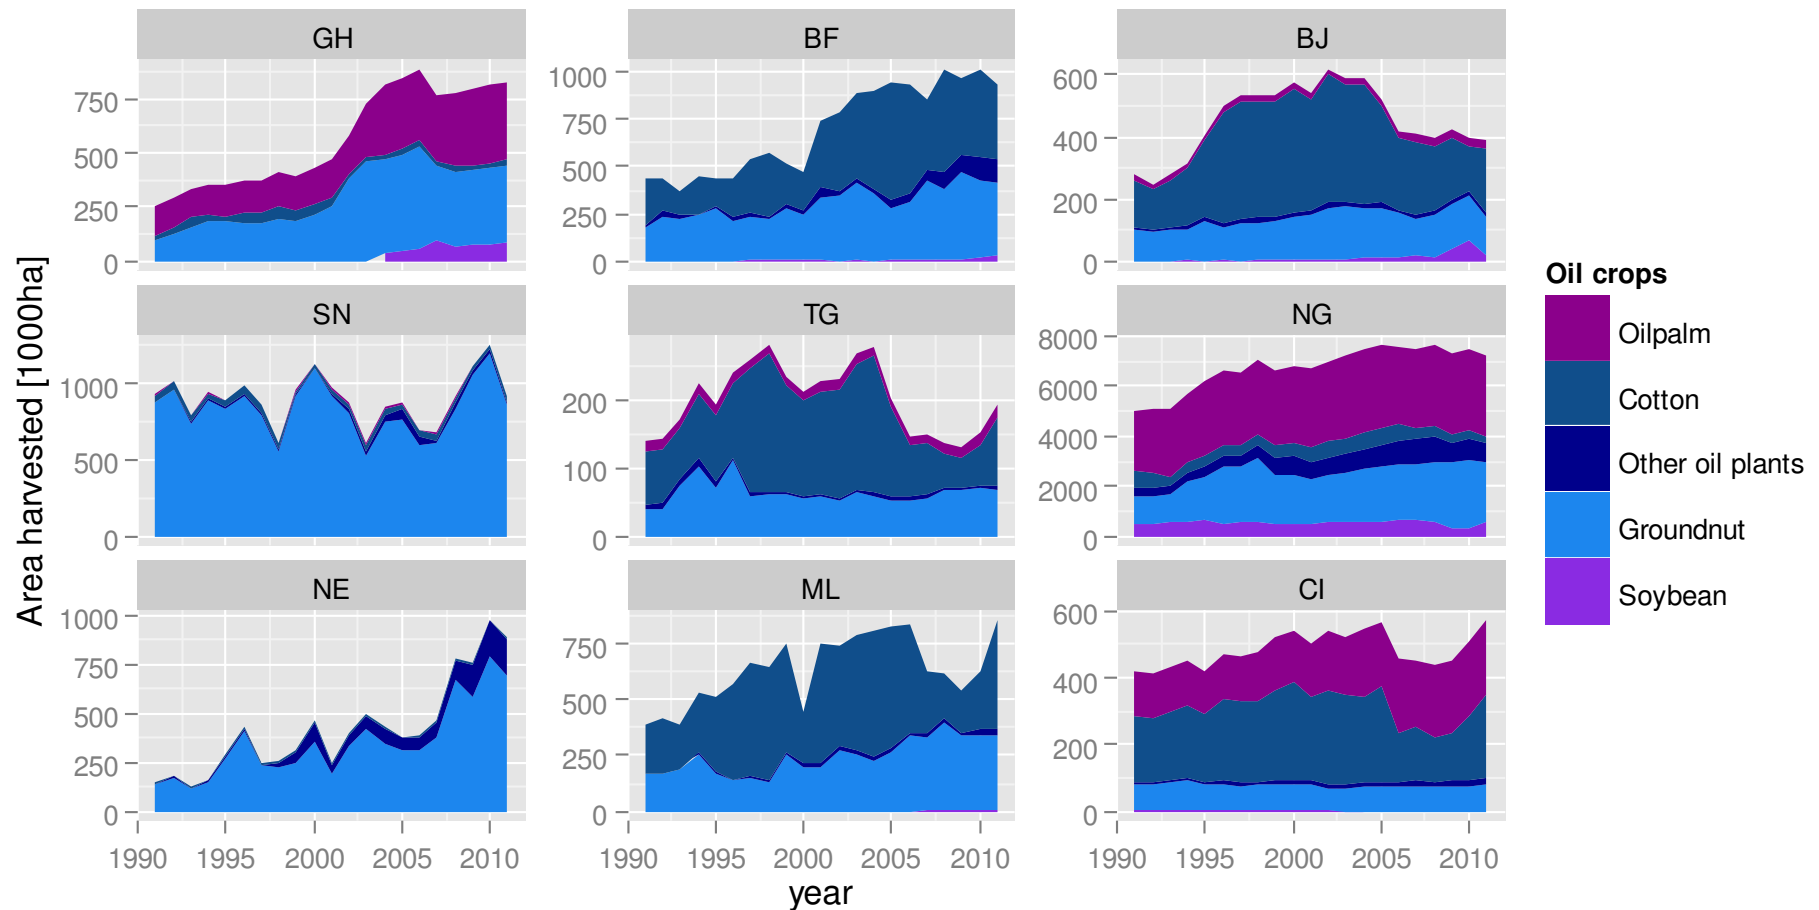 GH
BF
BJ
750
500
250
0
1000
750
500
250
0
600
400
200
0
SN
TG
NG
1000
500
0
200
100
0
8000
6000
4000
2000
0
NE
ML
CI
1000
750
500
250
0
750
500
250
0
600
400
200
0
1990 1995 2000 2005 2010
1990 1995 2000 2005 2010
1990 1995 2000 2005 2010
year
Area harvested [1000ha]
Oil crops
Oilpalm
Cotton
Other oil plants
Groundnut
Soybean